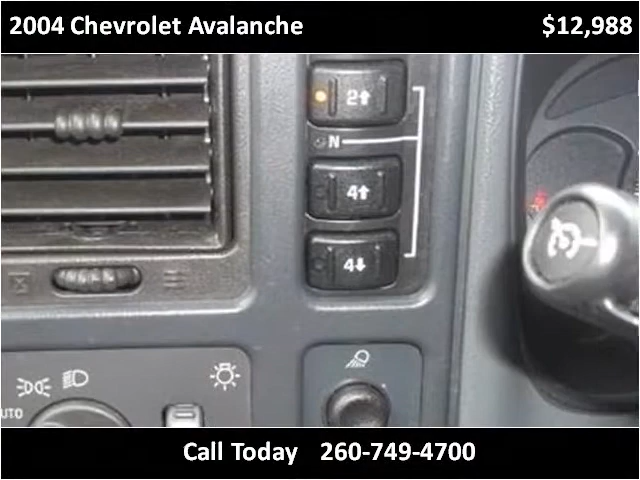 2004 Chevrolet Avalanche $12,988
2⬆
N
4⬆
4⬇
AUTO
Call Today 260-749-4700